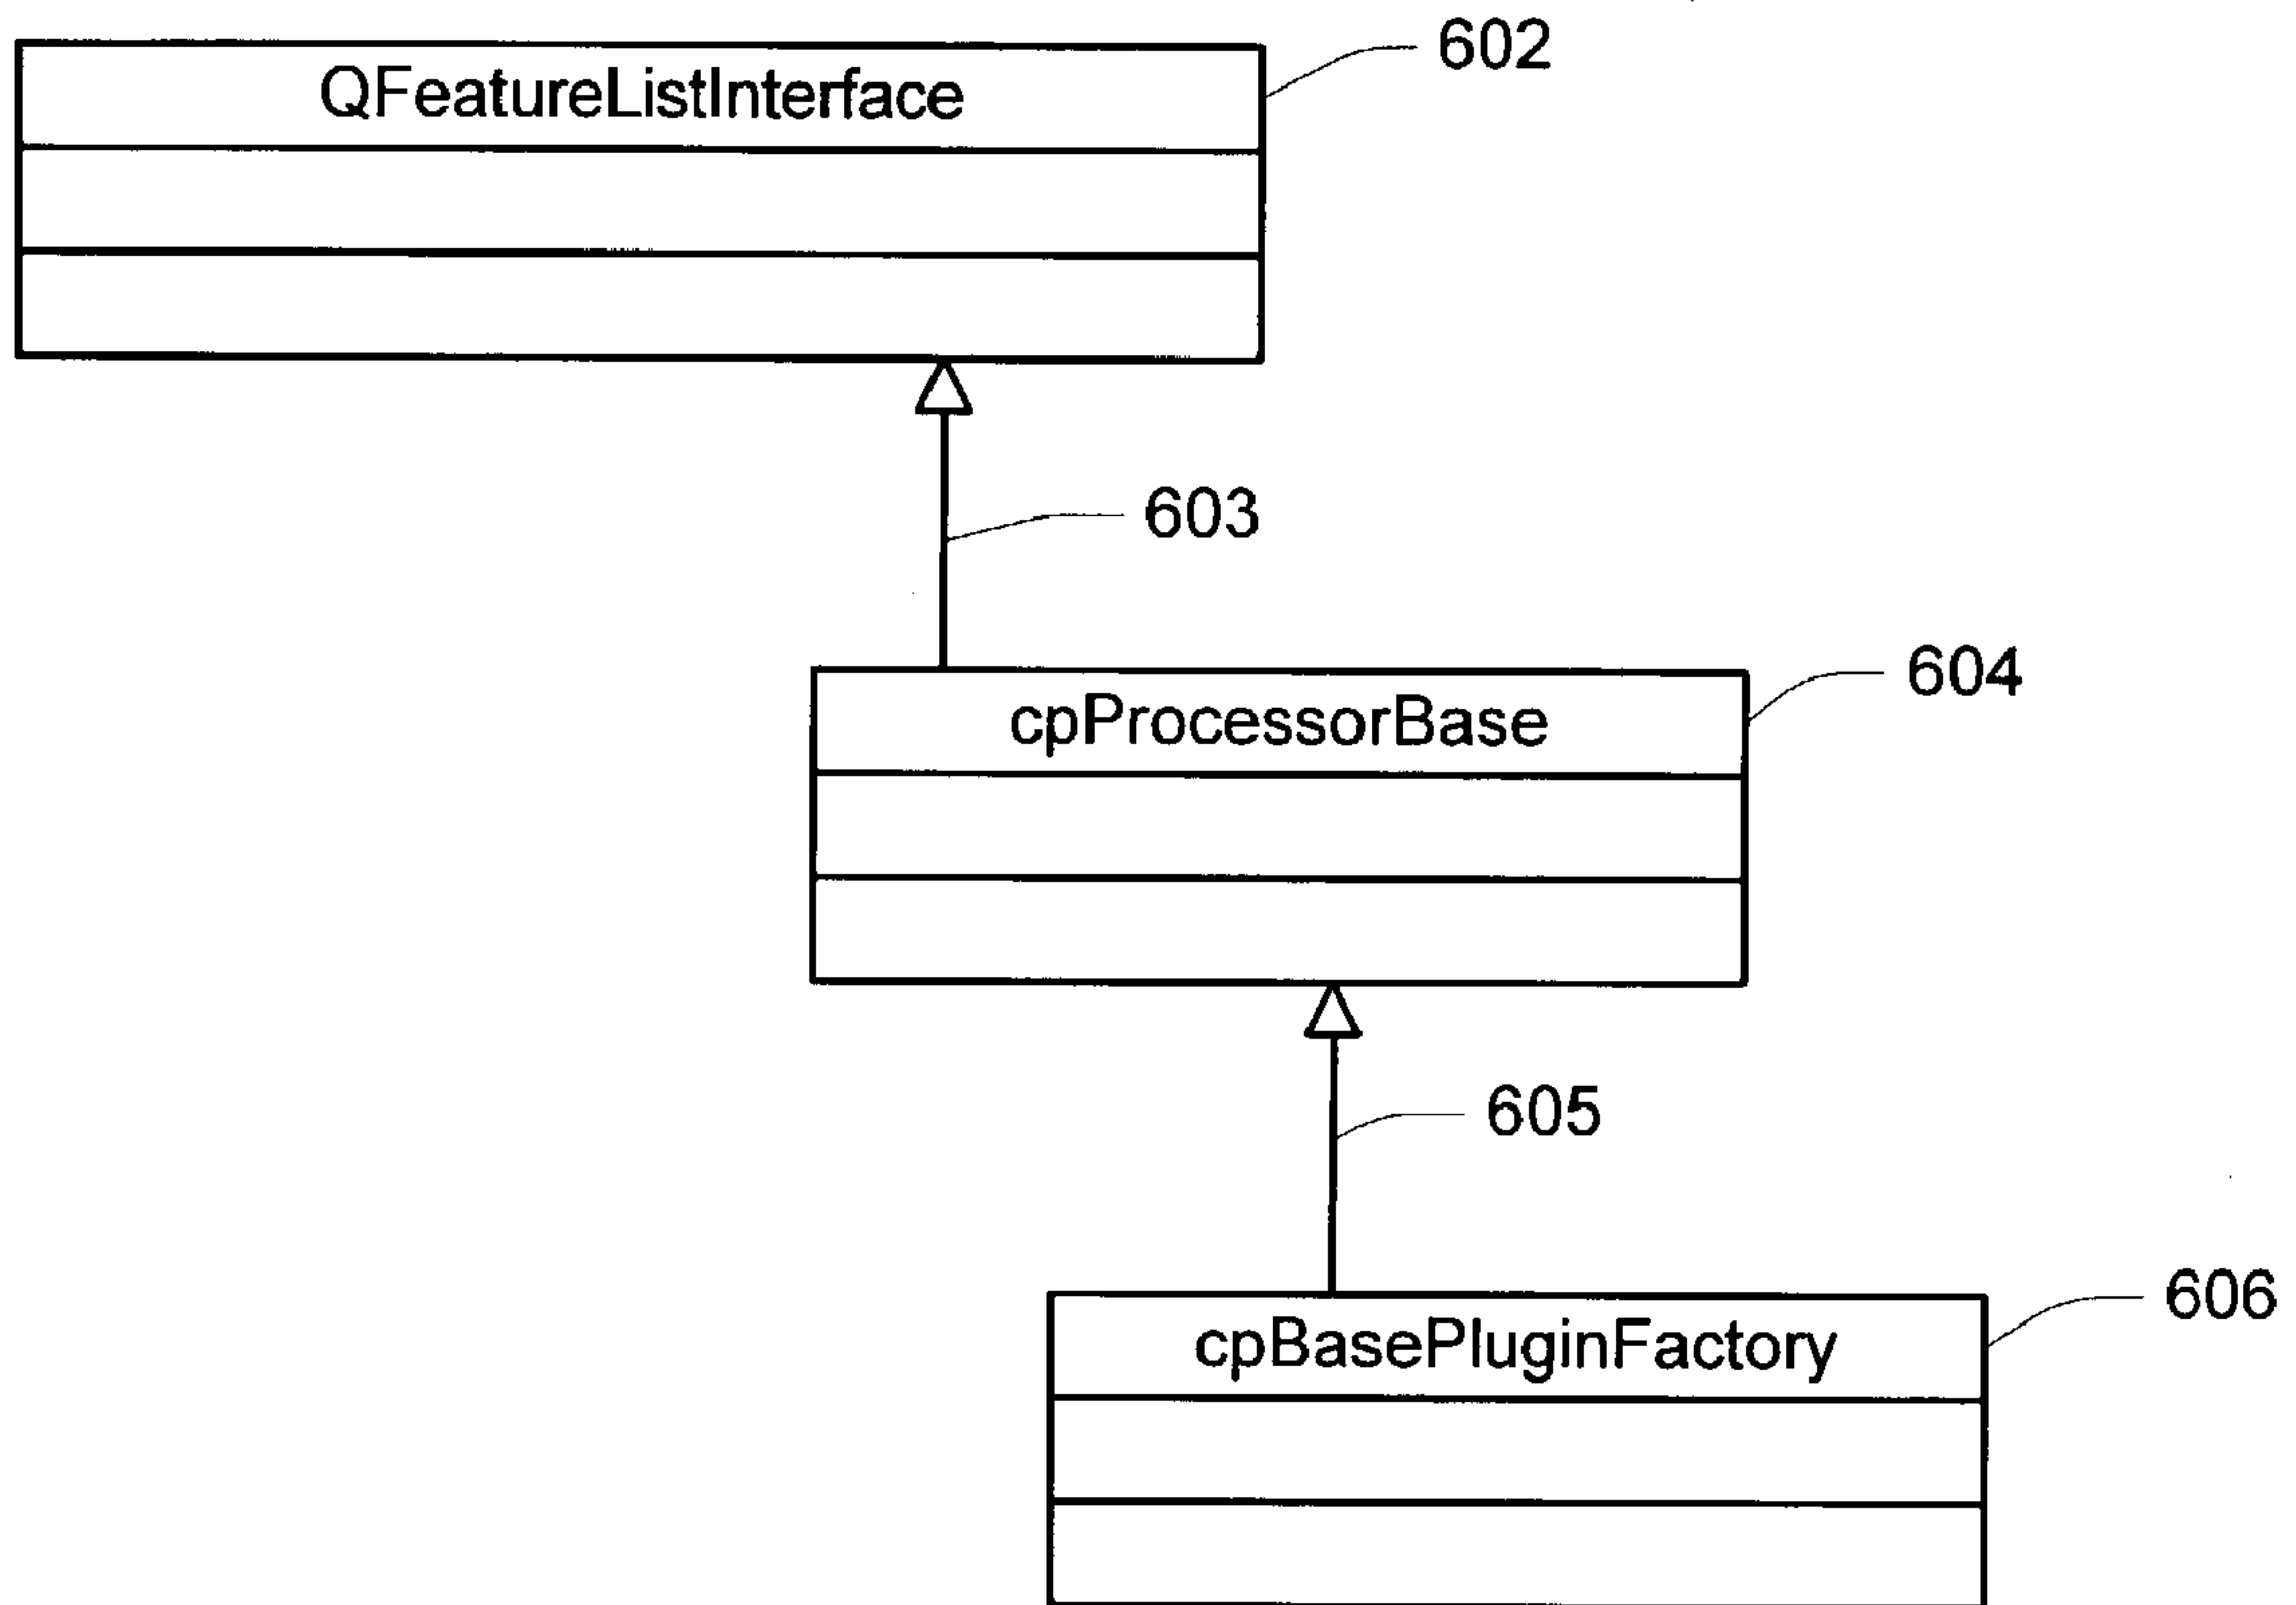 602
QFeatureListInterface
603
604
cpProcessorBase
605
606
cpBasePluginFactory